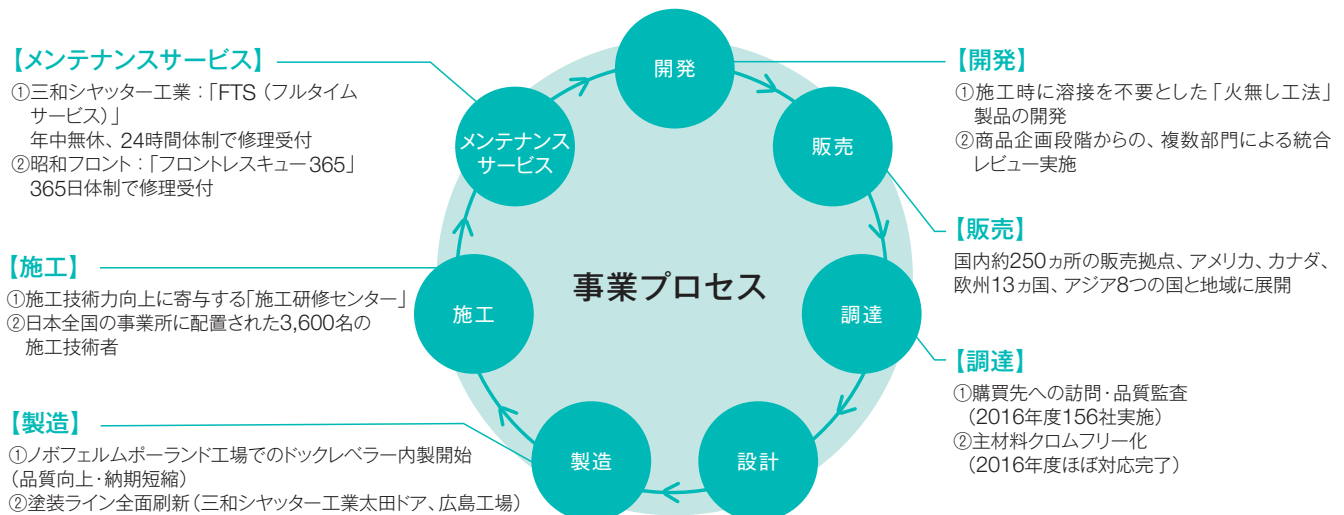 【メンテナンスサービス】
①三和シヤッター工業:「FTS(フルタイム
サービス)」
年中無休、24時間体制で修理受付
②昭和フロント:「フロントレスキュー365」
365日体制で修理受付
【施工】
①施工技術力向上に寄与する「施工研修センター」
②日本全国の事業所に配置された3,600名の
施工技術者
【製造】
①ノボフェルムポーランド工場でのドックレベラー内製開始
(品質向上・納期短縮)
②塗装ライン全面刷新(三和シヤッター工業太田ドア、広島工場)
事業プロセス
開発
販売
調達
設計
製造
施工
メンテナンス
サービス
【開発】
①施工時に溶接を不要とした「火無し工法」
製品の開発
②商品企画段階からの、複数部門による統合
レビュー実施
【販売】
国内約250ヵ所の販売拠点、アメリカ、カナダ、
欧州13ヵ国、アジア8つの国と地域に展開
【調達】
①購買先への訪問・品質監査
(2016年度156社実施)
②主材料クロムフリー化
(2016年度ほぼ対応完了)